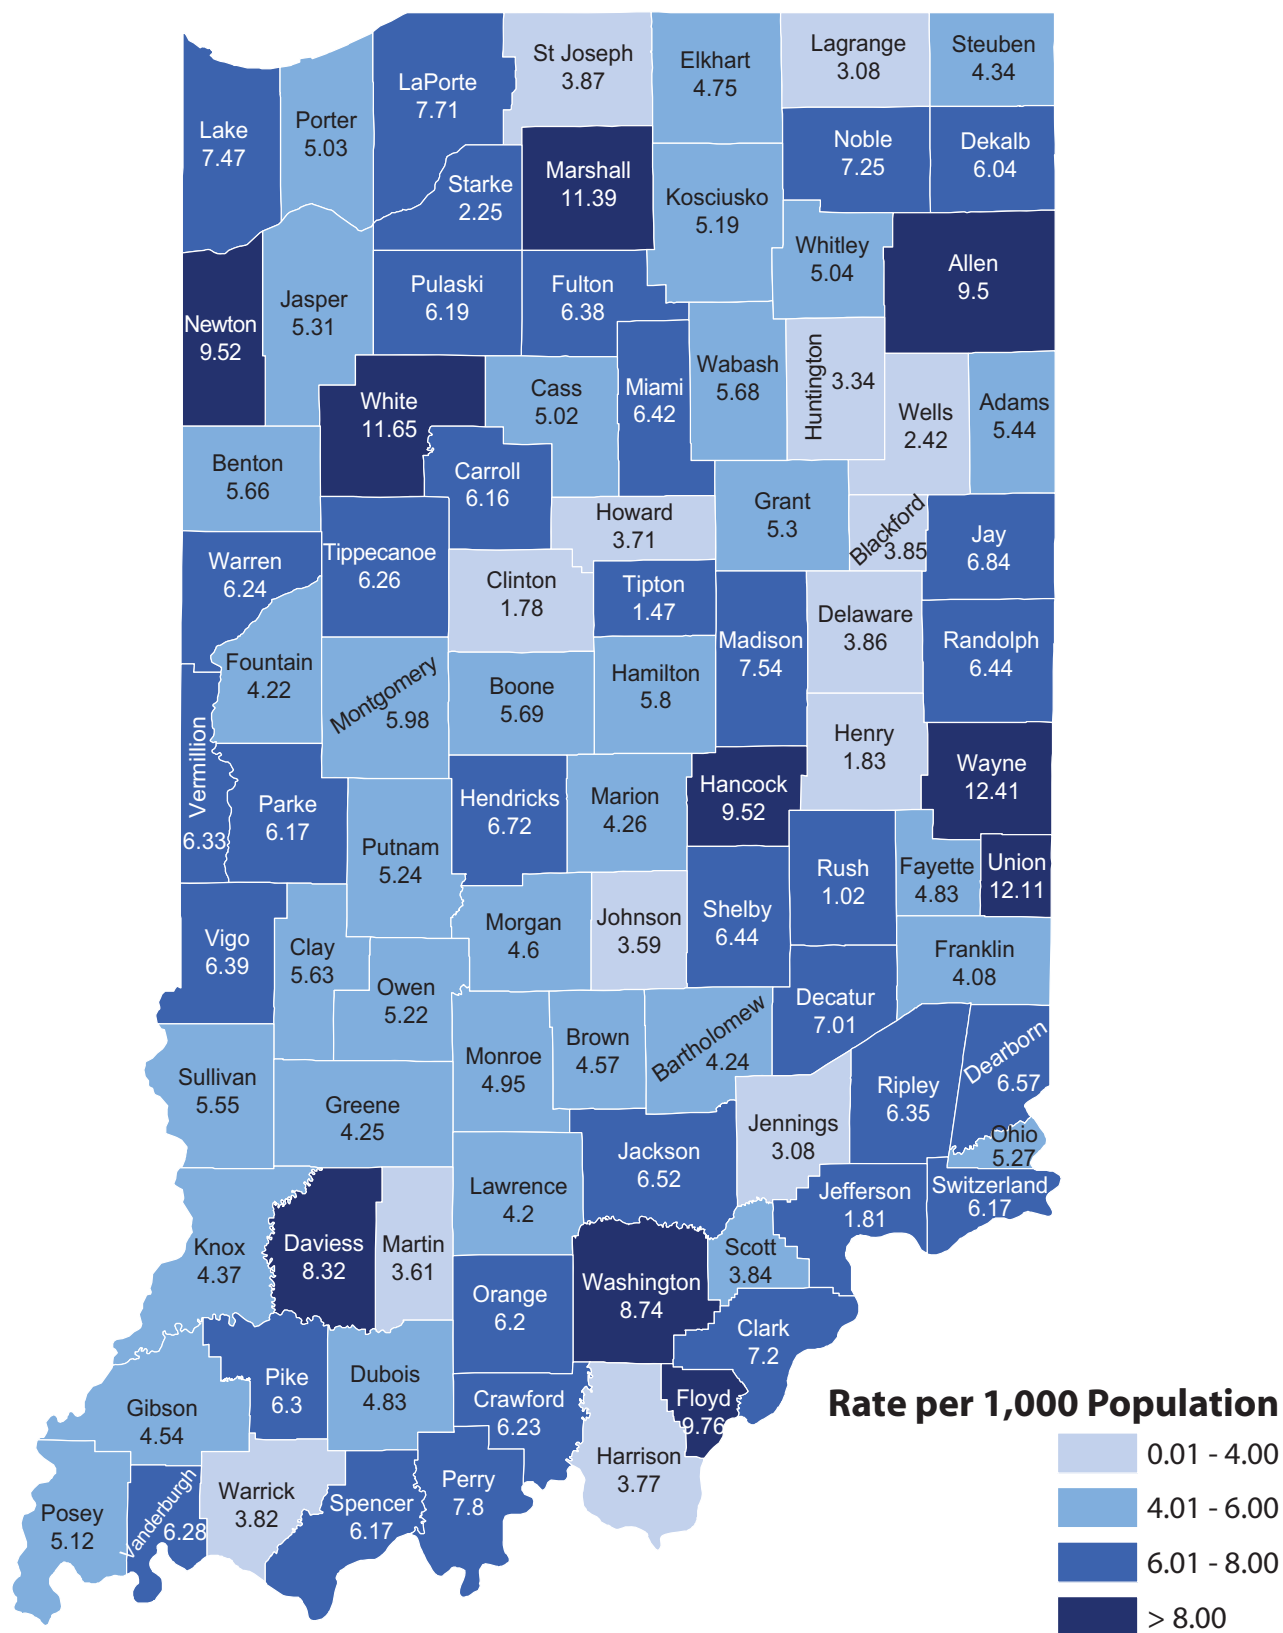 St Joseph
3.87
Elkhart
4.75
Lagrange
3.08
Steuben
4.34
LaPorte
7.71
Lake
7.47
Porter
5.03
Noble
7.25
Dekalb
6.04
Starke
2.25
Marshall
11.39
Kosciusko
5.19
Whitley
5.04
Allen
9.5
Newton
9.52
Jasper
5.31
Pulaski
6.19
Fulton
6.38
White
11.65
Cass
5.02
Miami
6.42
Wabash
5.68
Huntington
3.34
Wells
2.42
Adams
5.44
Benton
5.66
Carroll
6.16
Howard
3.71
Grant
5.3
Blackford
3.85
Jay
6.84
Warren
6.24
Tippecanoe
6.26
Clinton
1.78
Tipton
1.47
Madison
7.54
Delaware
3.86
Randolph
6.44
Fountain
4.22
Montgomery
5.98
Boone
5.69
Hamilton
5.8
Henry
1.83
Wayne
12.41
Vermillion
6.33
Parke
6.17
Putnam
5.24
Hendricks
6.72
Marion
4.26
Hancock
9.52
Rush
1.02
Fayette
4.83
Union
12.11
Vigo
6.39
Clay
5.63
Owen
5.22
Morgan
4.6
Johnson
3.59
Shelby
6.44
Franklin
4.08
Decatur
7.01
Sullivan
5.55
Greene
4.25
Monroe
4.95
Brown
4.57
Bartholomew
4.24
Jennings
3.08
Ripley
6.35
Dearborn
6.57
Ohio
5.27
Switzerland
6.17
Jefferson
1.81
Jackson
6.52
Lawrence
4.2
Knox
4.37
Daviess
8.32
Martin
3.61
Orange
6.2
Washington
8.74
Scott
3.84
Clark
7.2
Gibson
4.54
Pike
6.3
Dubois
4.83
Crawford
6.23
Floyd
9.76
Harrison
3.77
Posey
5.12
Vanderburgh
6.28
Warrick
3.82
Spencer
6.17
Perry
7.8
Rate per 1,000 Population
0.01 - 4.00
4.01 - 6.00
6.01 - 8.00
> 8.00